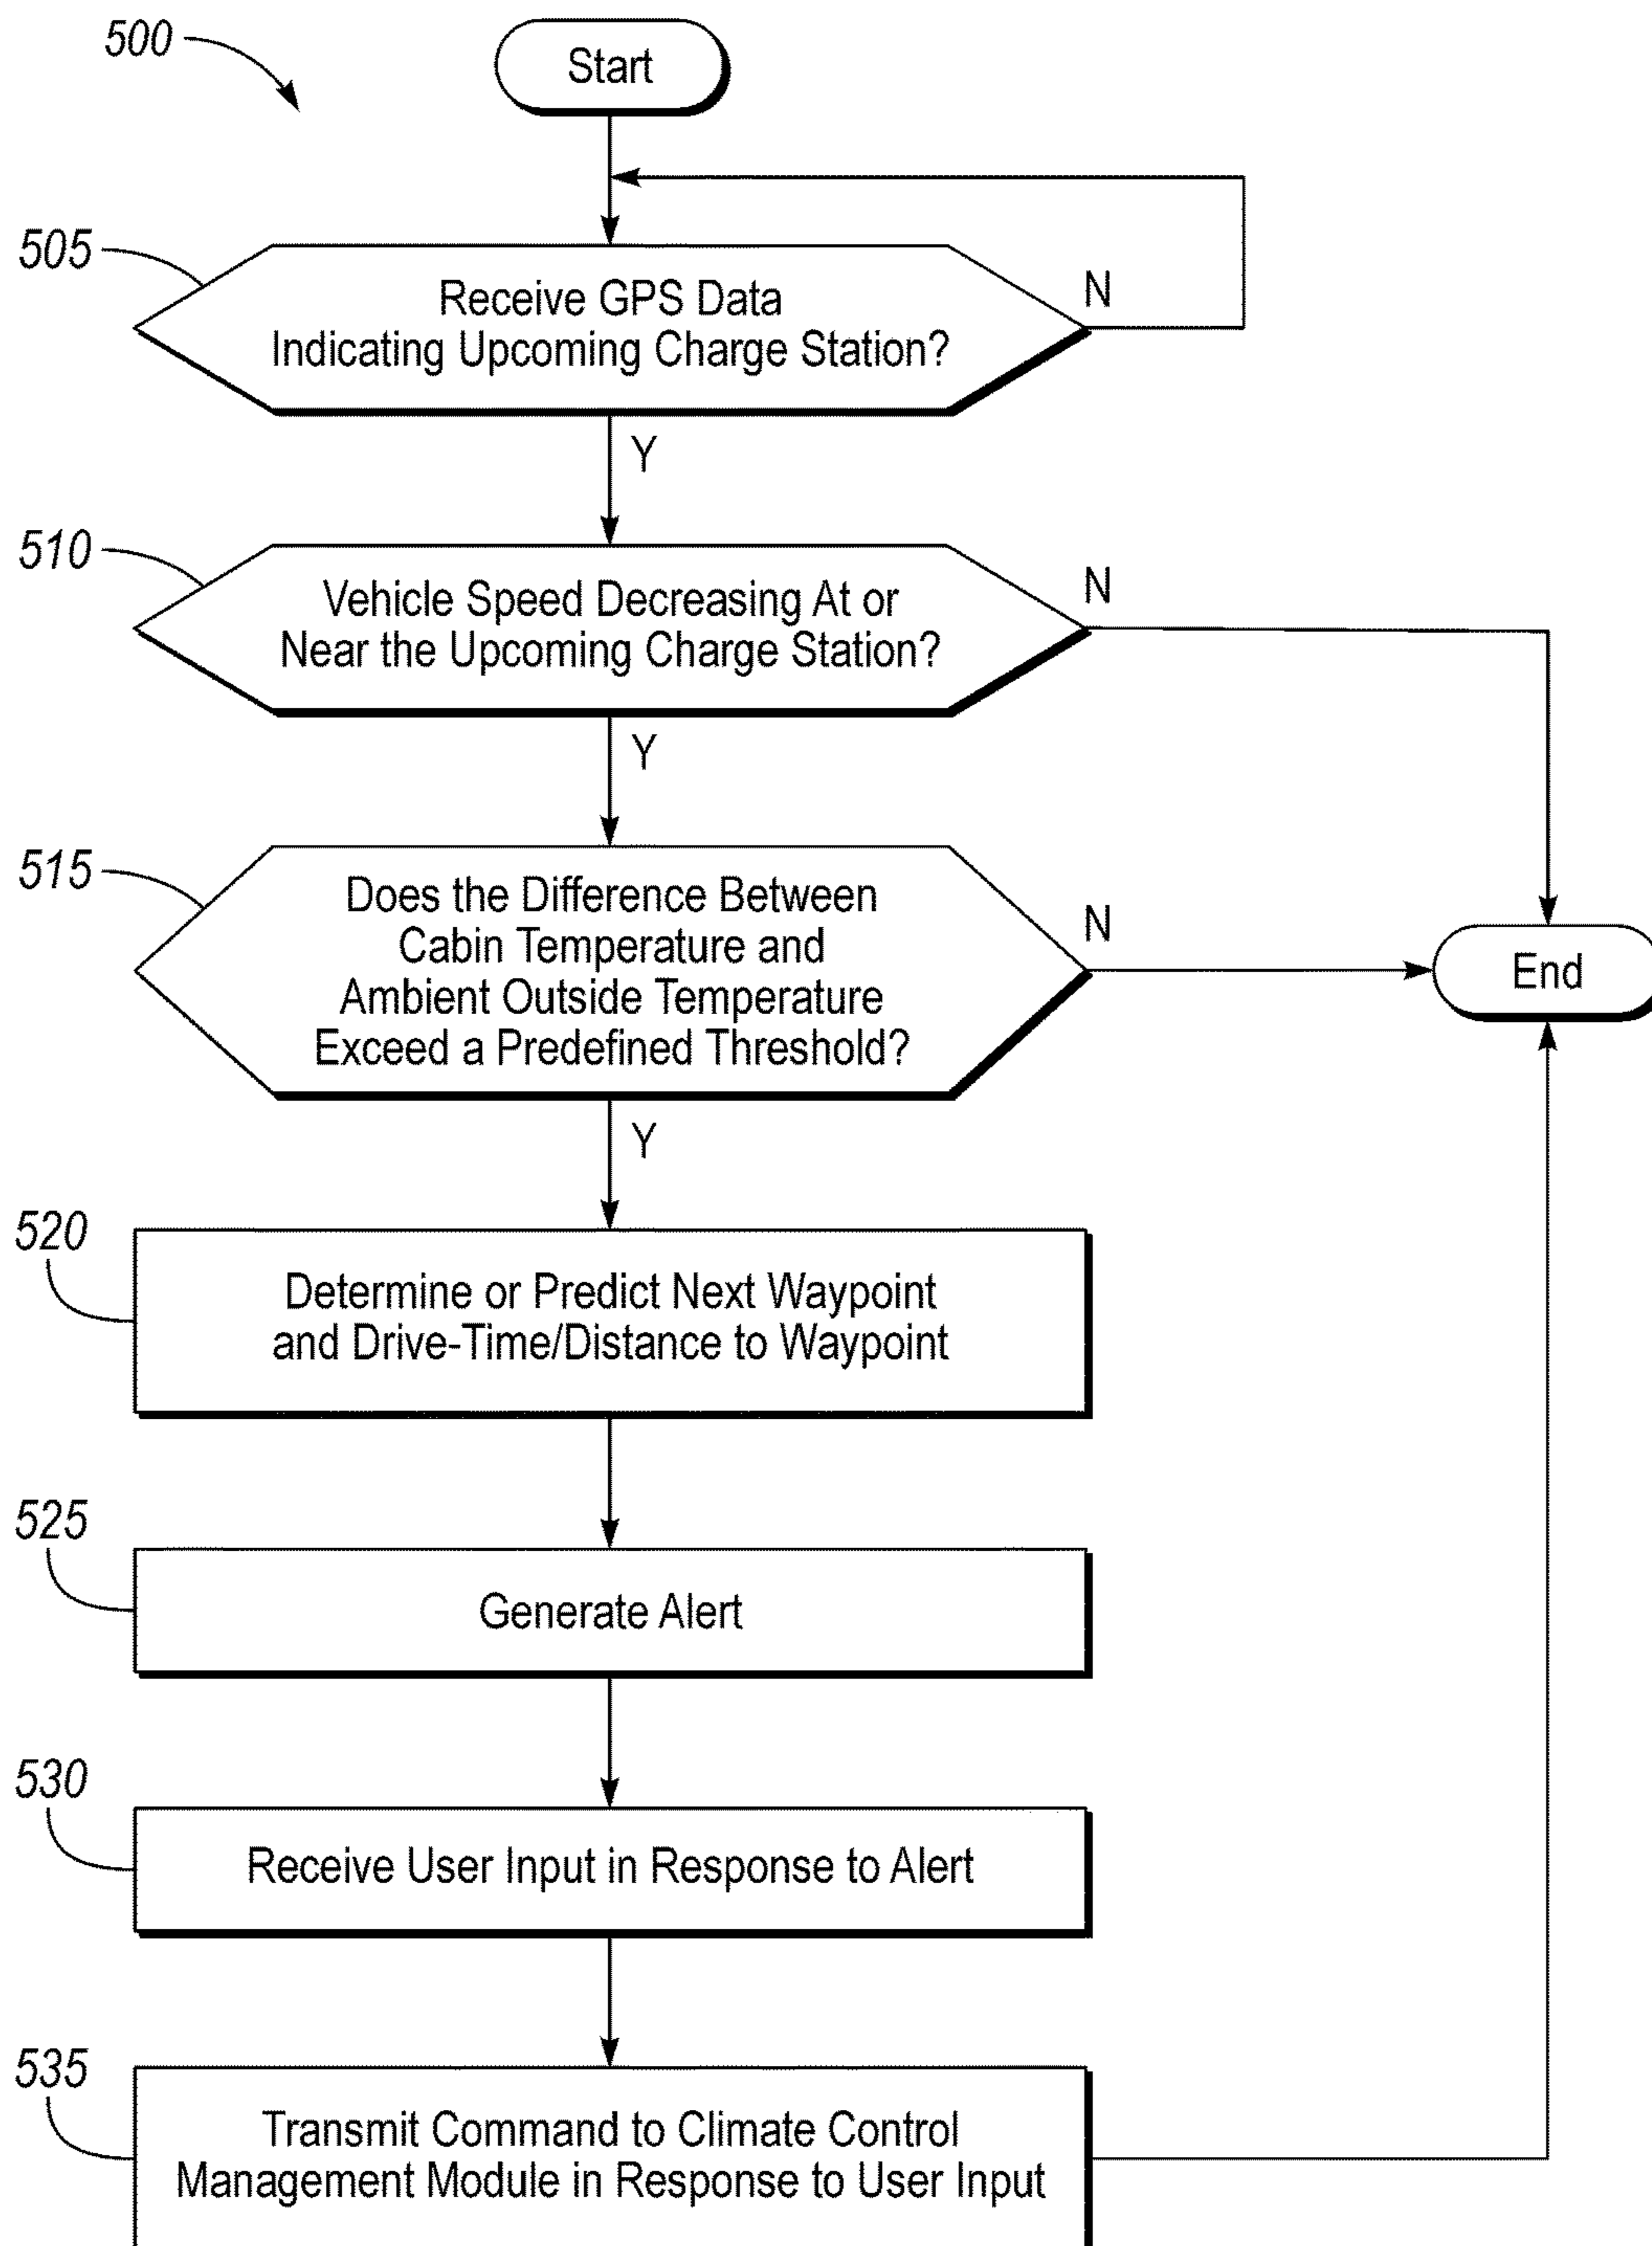 500
Start
505
Receive GPS Data
Indicating Upcoming Charge Station?
N
Y
510
Vehicle Speed Decreasing At or
Near the Upcoming Charge Station?
N
Y
515
Does the Difference Between
Cabin Temperature and
Ambient Outside Temperature
Exceed a Predefined Threshold?
N
End
Y
520
Determine or Predict Next Waypoint
and Drive-Time/Distance to Waypoint
525
Generate Alert
530
Receive User Input in Response to Alert
535
Transmit Command to Climate Control
Management Module in Response to User Input